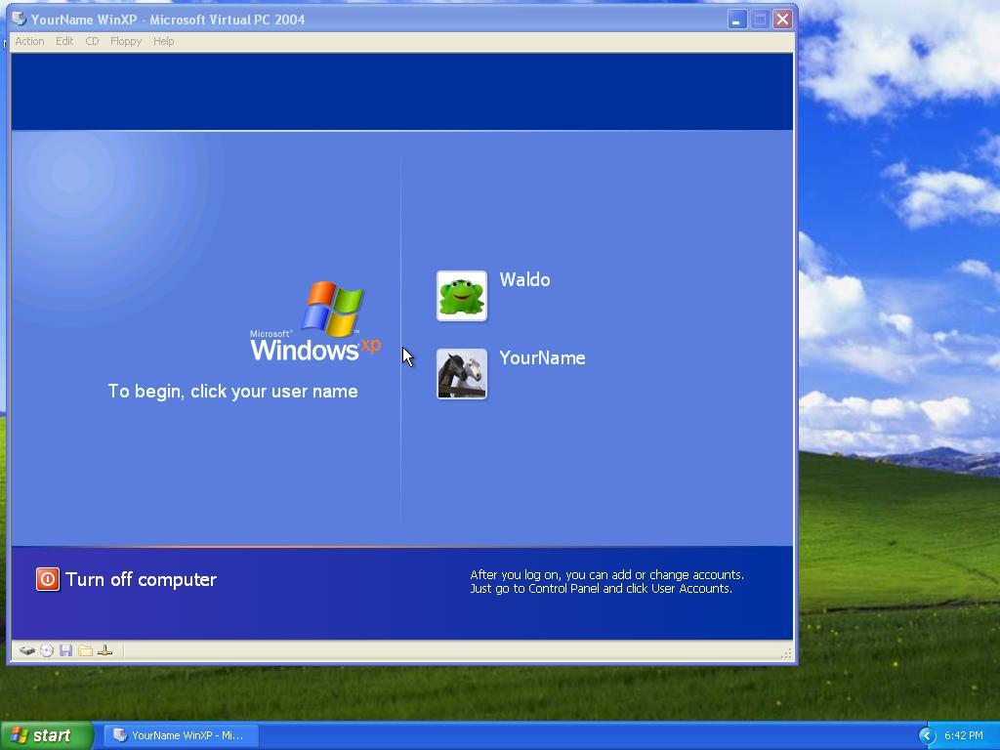 YourName WinXP - Microsoft Virtual PC 2004
Action Edit CD Floppy Help
Waldo
Microsoft®
Windows xp™
YourName
To begin, click your user name
Turn off computer
After you log on, you can add or change accounts.
Just go to Control Panel and click User Accounts.
start
YourName WinXP - Mi...
6:42 PM